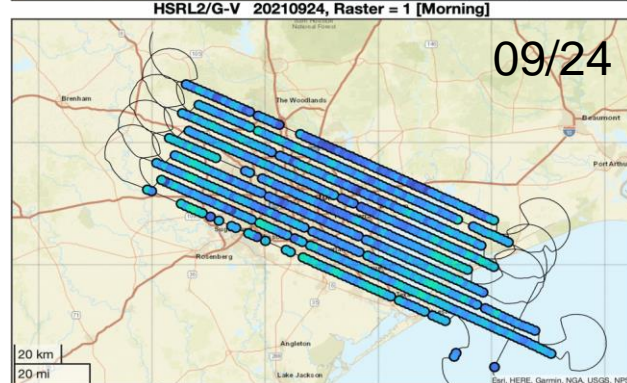 HSRL2/G-V 20210924, Raster = 1 [Morning]
09/24
National Forest
Brenham
The Woodlands
Beaumont
Port Arthur
Rosenberg
Angleton
Lake Jackson
20 km
20 mi
Esri, HERE, Garmin, NGA, USGS, NPS